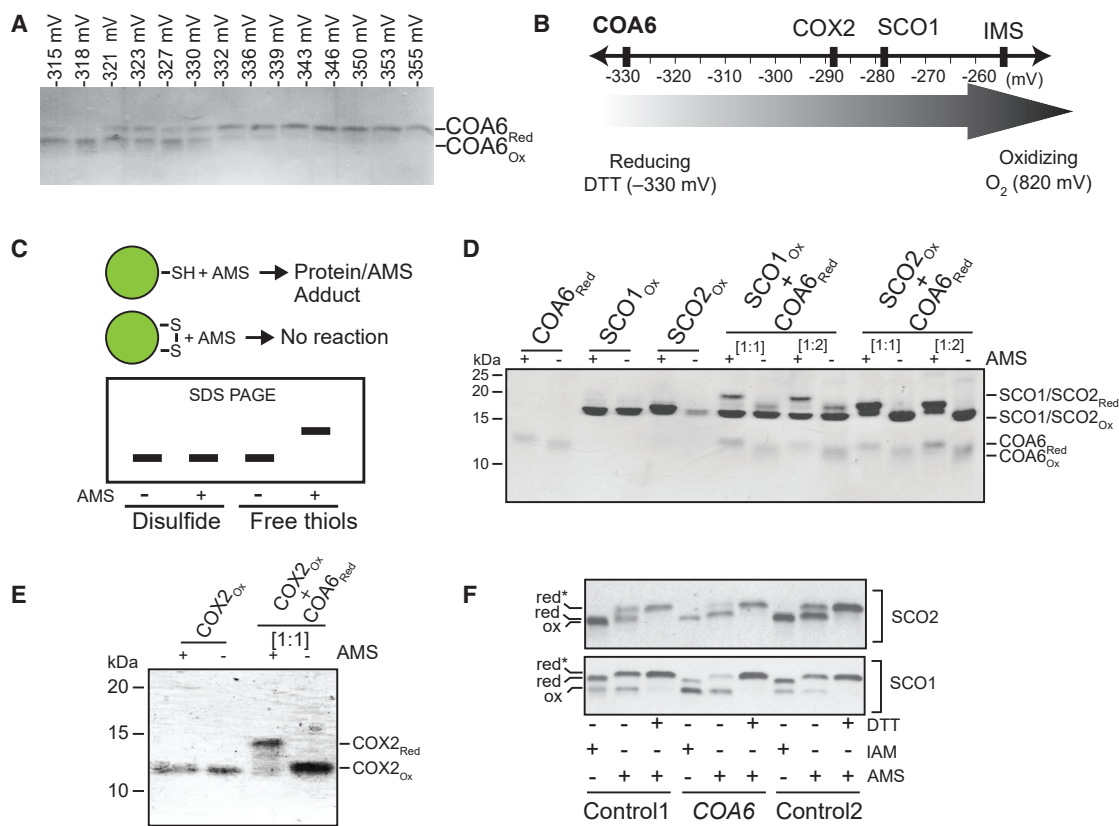 A
-315 mV
-318 mV
-321 mV
-323 mV
-327 mV
-330 mV
-332 mV
-336 mV
-339 mV
-343 mV
-346 mV
-350 mV
-353 mV
-355 mV
COA6Red
COA6Ox
B
COA6
COX2
SCO1
IMS
-330
-320
-310
-300
-290
-280
-270
-260
(mV)
Reducing
DTT (–330 mV)
Oxidizing
O2 (820 mV)
C
SH + AMS
Protein/AMS
Adduct
S
S
+ AMS
No reaction
SDS PAGE
AMS
- + - +
Disulfide
Free thiols
D
COA6Red
SCO1Ox
SCO2Ox
SCO1Ox
+
COA6Red
SCO2Ox
+
COA6Red
[1:1] [1:2] [1:1] [1:2]
kDa
+ - + - + - + - + - + - + - AMS
25
20
15
10
SCO1/SCO2Red
SCO1/SCO2Ox
COA6Red
COA6Ox
E
COX2Ox
COX2Ox
+
COA6Red
[1:1]
+ - + - AMS
kDa
20
15
10
COX2Red
COX2Ox
F
red*
red
ox
SCO2
red*
red
ox
SCO1
- - + - - + - - + DTT
+ - - + - - + - - IAM
- + + - + + - + + AMS
Control1
COA6
Control2